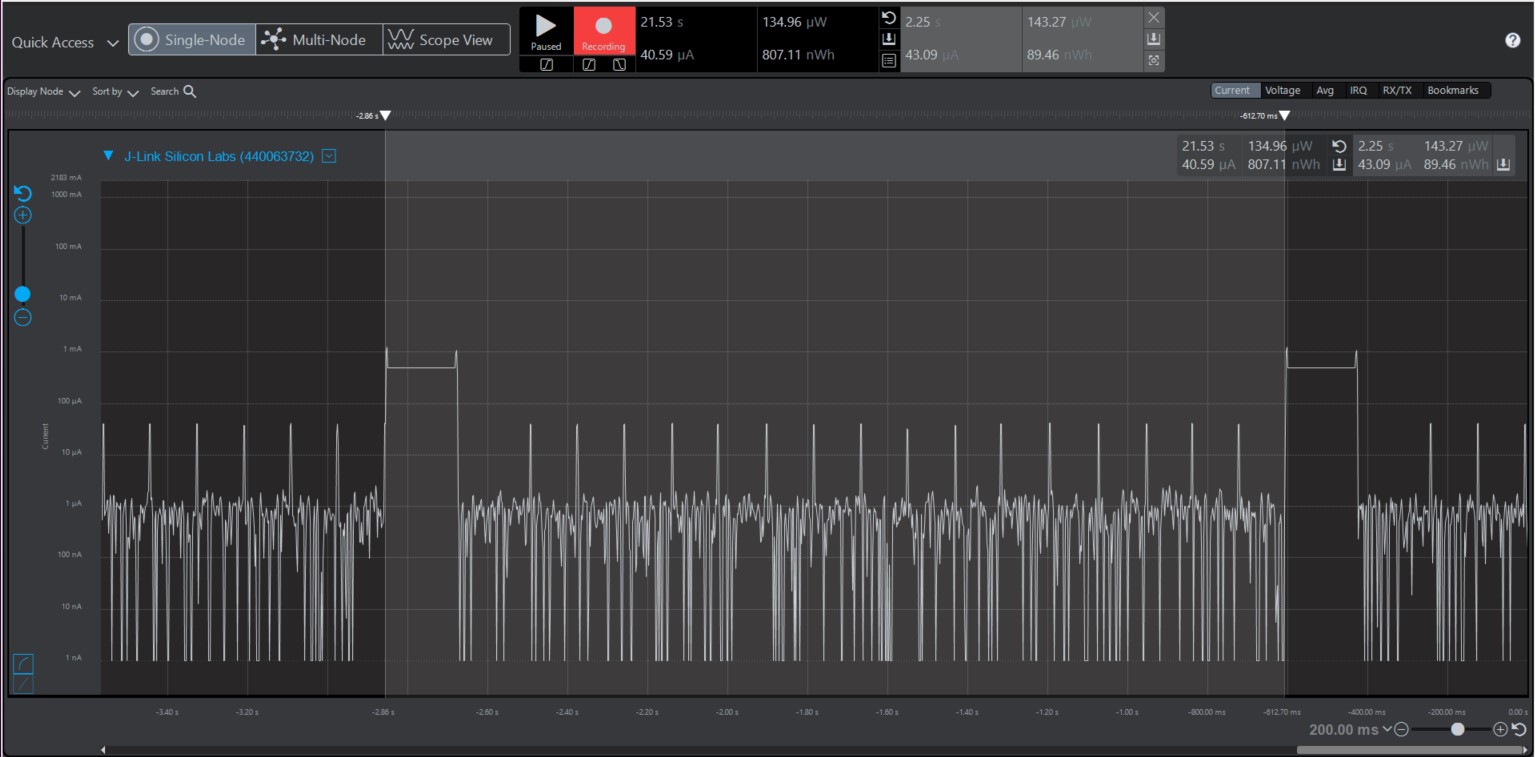 Quick Access
Single-Node
Multi-Node
Scope View
Paused
Recording
21.53 s
134.96 µW
40.59 µA
807.11 nWh
2.25 s
143.27 µW
43.09 µA
89.46 nWh
?
Display Node
Sort by
Search
Current
Voltage
Avg
IRQ
RX/TX
Bookmarks
-2.86 s
-612.70 ms
J-Link Silicon Labs (440063732)
21.53 s
134.96 µW
2.25 s
143.27 µW
40.59 µA
807.11 nWh
43.09 µA
89.46 nWh
2183 mA
1000 mA
100 mA
10 mA
1 mA
100 µA
Current
10 µA
1 µA
100 nA
10 nA
1 nA
-3.40 s
-3.20 s
-2.86 s
-2.60 s
-2.40 s
-2.20 s
-2.00 s
-1.80 s
-1.60 s
-1.40 s
-1.20 s
-1.00 s
-800.00 ms
-612.70 ms
-400.00 ms
-200.00 ms
0.00 s
200.00 ms